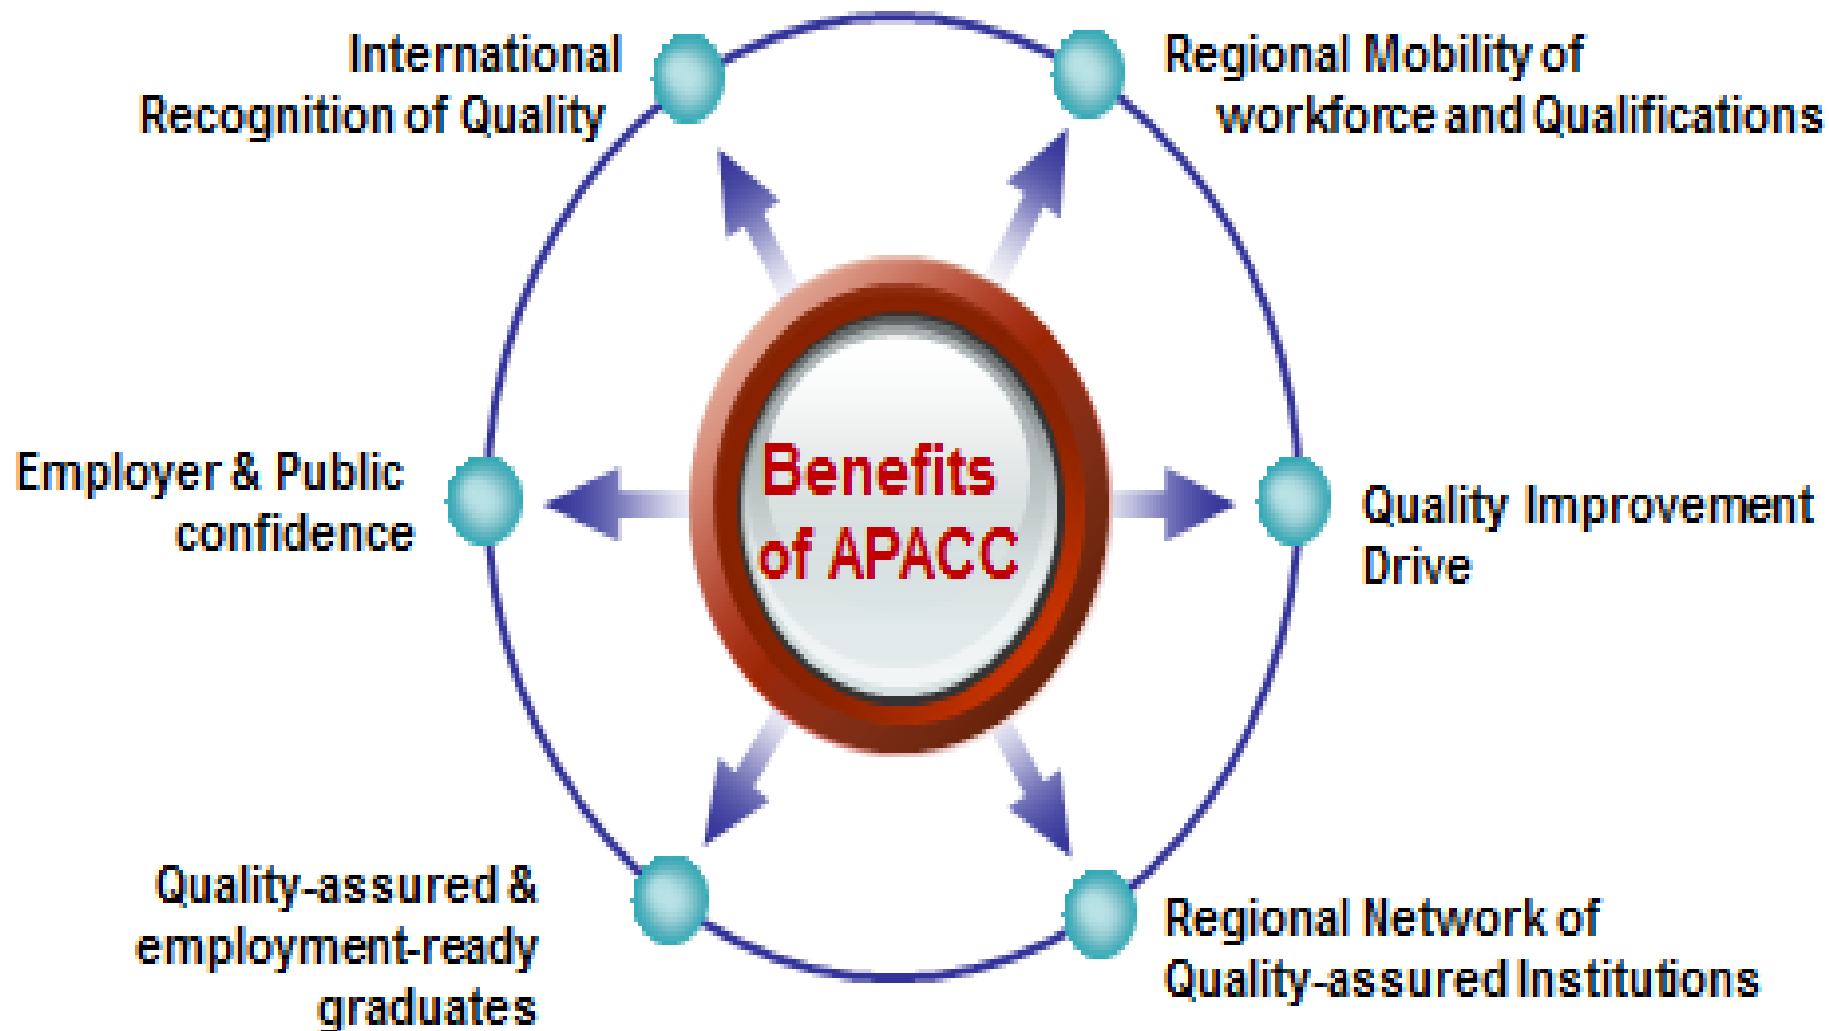 International
Recognition of Quality
Regional Mobility of
workforce and Qualifications
Employer & Public
confidence
Benefits
of APACC
Quality Improvement
Drive
Quality-assured &
employment-ready
graduates
Regional Network of
Quality-assured Institutions